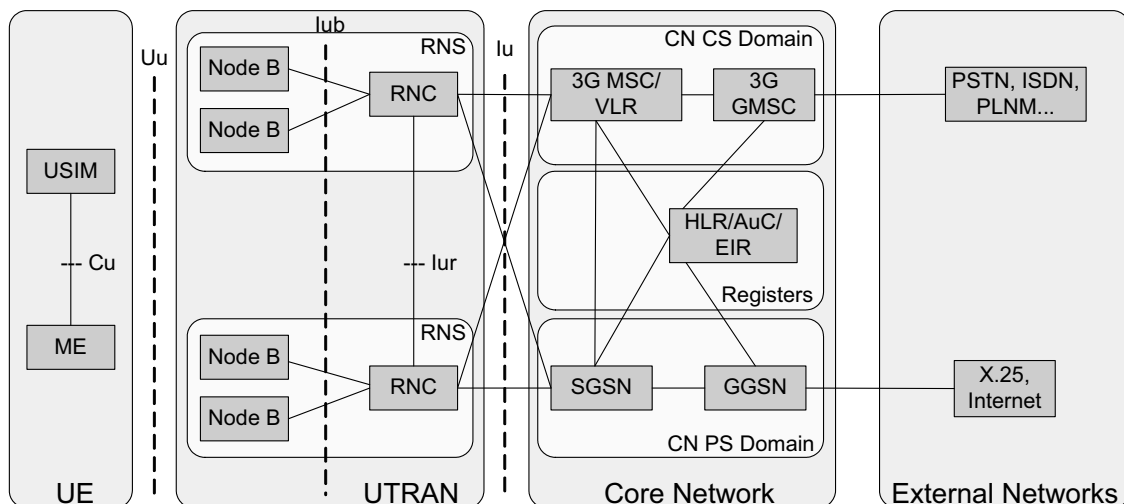 Uu
Iub
Iu
RNS
Node B
Node B
RNC
CN CS Domain
3G MSC/
VLR
3G
GMSC
PSTN, ISDN,
PLNM...
USIM
--- Cu
ME
--- Iur
HLR/AuC/
EIR
Registers
RNS
Node B
Node B
RNC
SGSN
GGSN
CN PS Domain
X.25,
Internet
UE
UTRAN
Core Network
External Networks